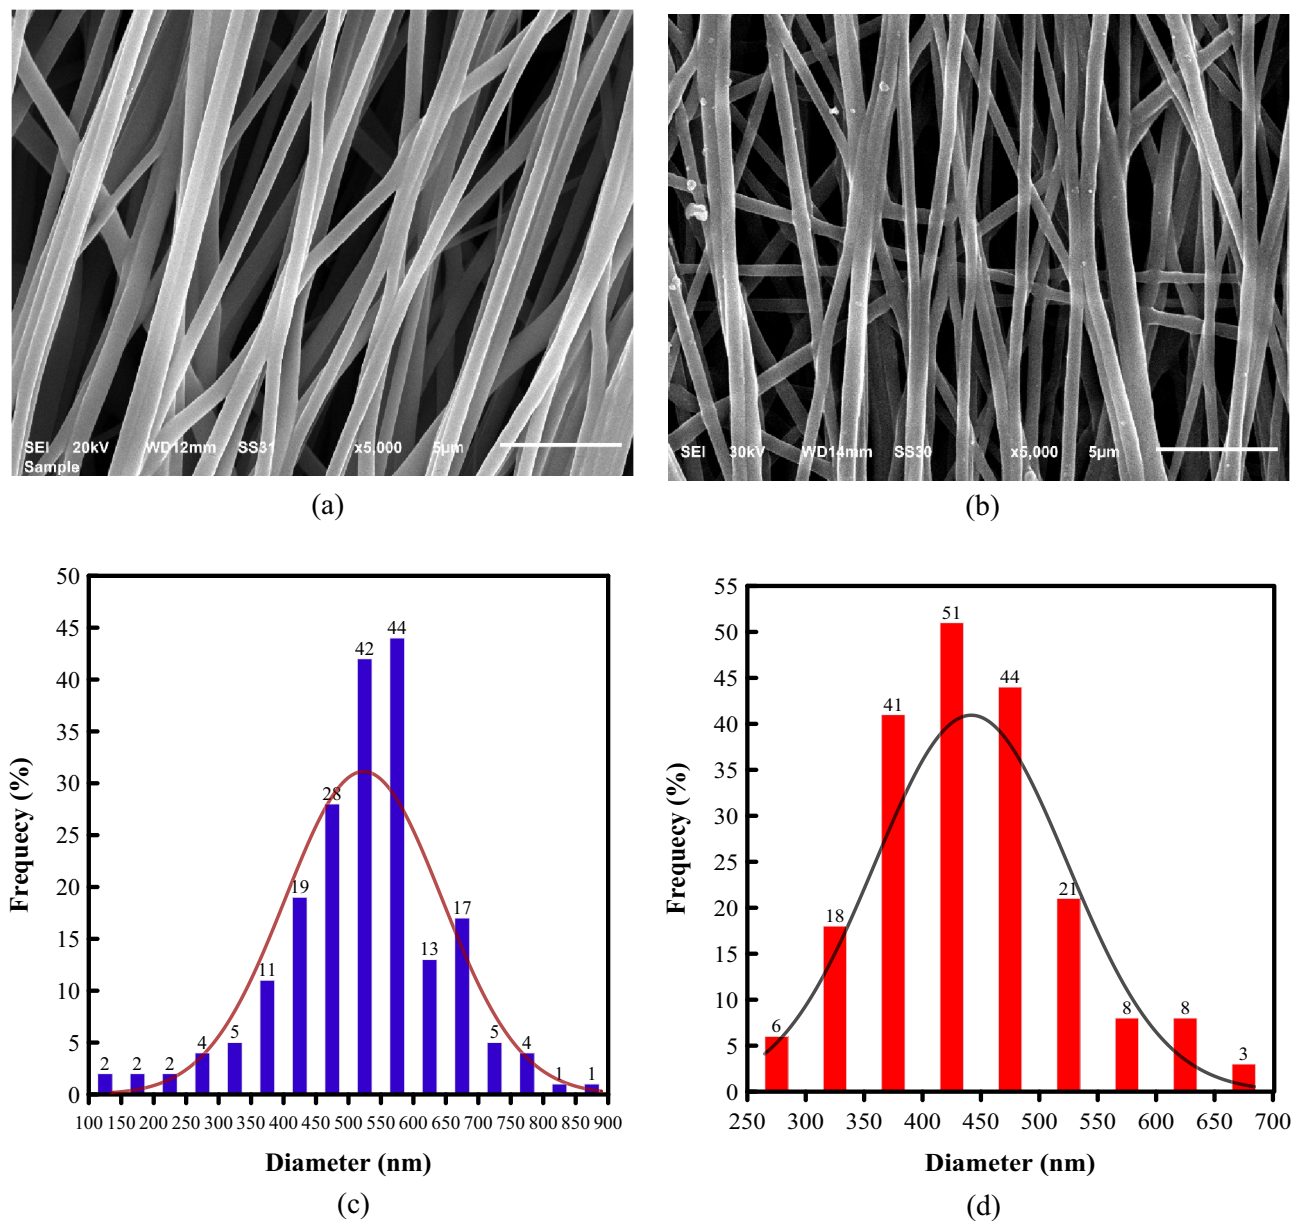 SEI 20kV WD12mm SS31 x5,000 5µm
Sample
(a)
SEI 30kV WD14mm SS30 x5,000 5µm
(b)
50
45
40
35
30
25
20
15
10
5
0
Frequecy (%)
2 2 2 4 5 11 19 28 42 44 13 17 5 4 1 1
100 150 200 250 300 350 400 450 500 550 600 650 700 750 800 850 900
Diameter (nm)
(c)
55
50
45
40
35
30
25
20
15
10
5
0
Frequecy (%)
6 18 41 51 44 21 8 8 3
250 300 350 400 450 500 550 600 650 700
Diameter (nm)
(d)